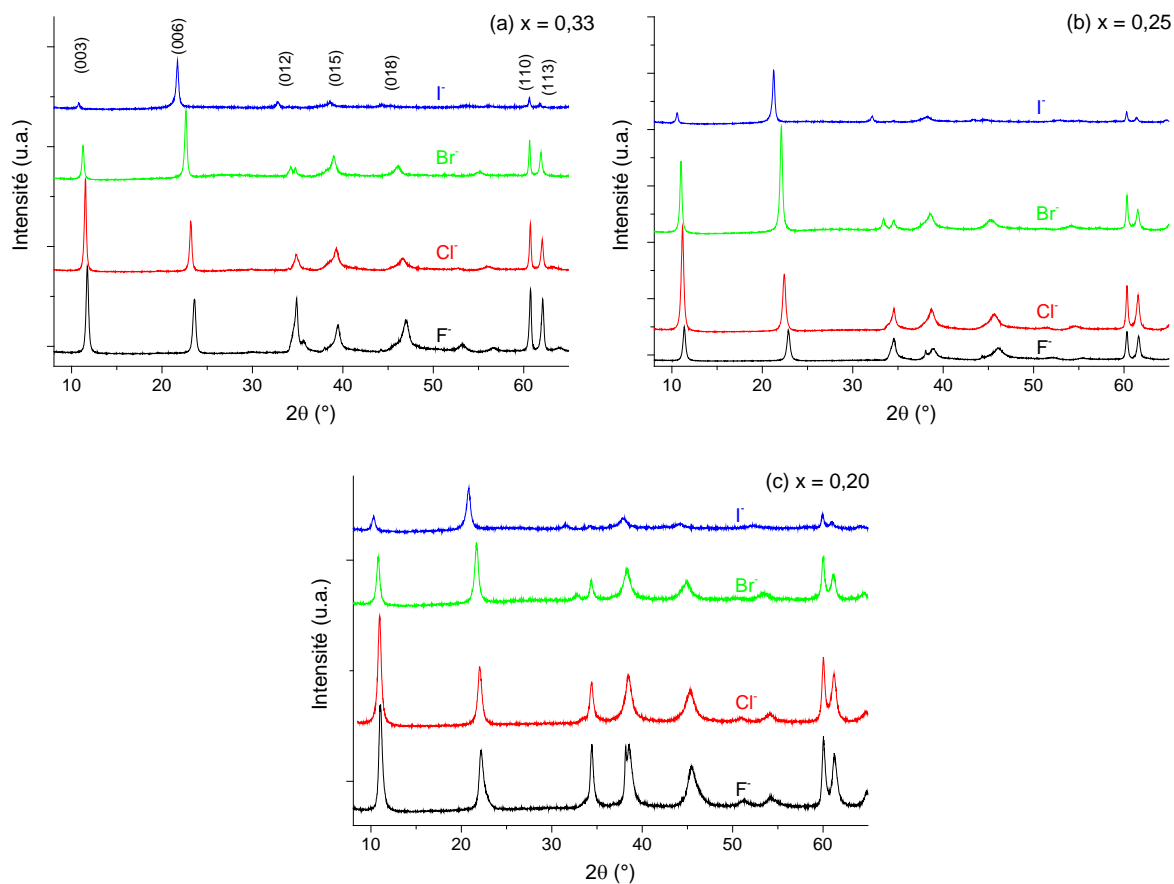 (a) x = 0,33
(003)
(006)
(012)
(015)
(018)
(110)
(113)
I-
Br-
Cl-
F-
Intensité (u.a.)
10 20 30 40 50 60
2θ (°)
(b) x = 0,25
I-
Br-
Cl-
F-
Intensité (u.a.)
10 20 30 40 50 60
2θ (°)
(c) x = 0,20
I-
Br-
Cl-
F-
Intensité (u.a.)
10 20 30 40 50 60
2θ (°)